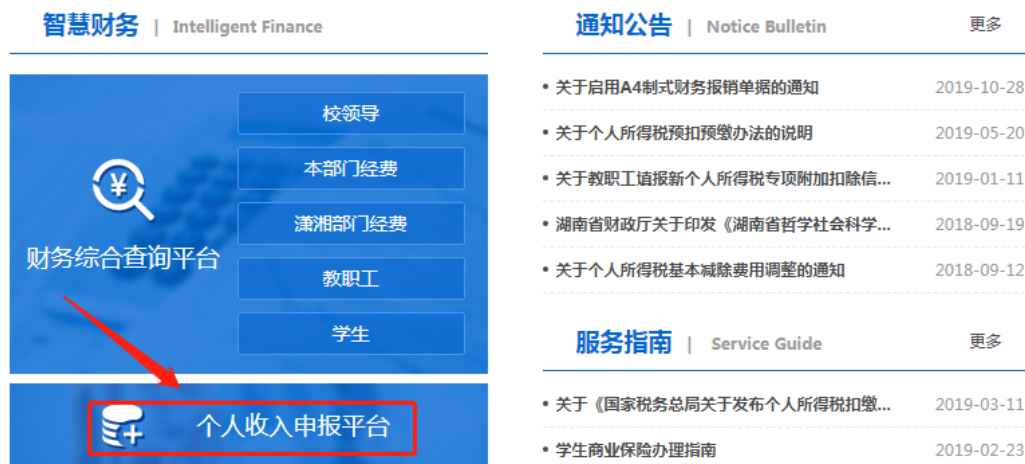 智慧财务 | Intelligent Finance
校领导
本部门经费
潇湘部门经费
教职工
学生
财务综合查询平台
个人收入申报平台
通知公告 | Notice Bulletin 更多
• 关于启用A4制式财务报销单据的通知 2019-10-28
• 关于个人所得税预扣预缴办法的说明 2019-05-20
• 关于教职工填报新个人所得税专项附加扣除信... 2019-01-11
• 湖南省财政厅关于印发《湖南省哲学社会科学... 2018-09-19
• 关于个人所得税基本减除费用调整的通知 2018-09-12
服务指南 | Service Guide 更多
• 关于《国家税务总局关于发布个人所得税扣缴... 2019-03-11
• 学生商业保险办理指南 2019-02-23